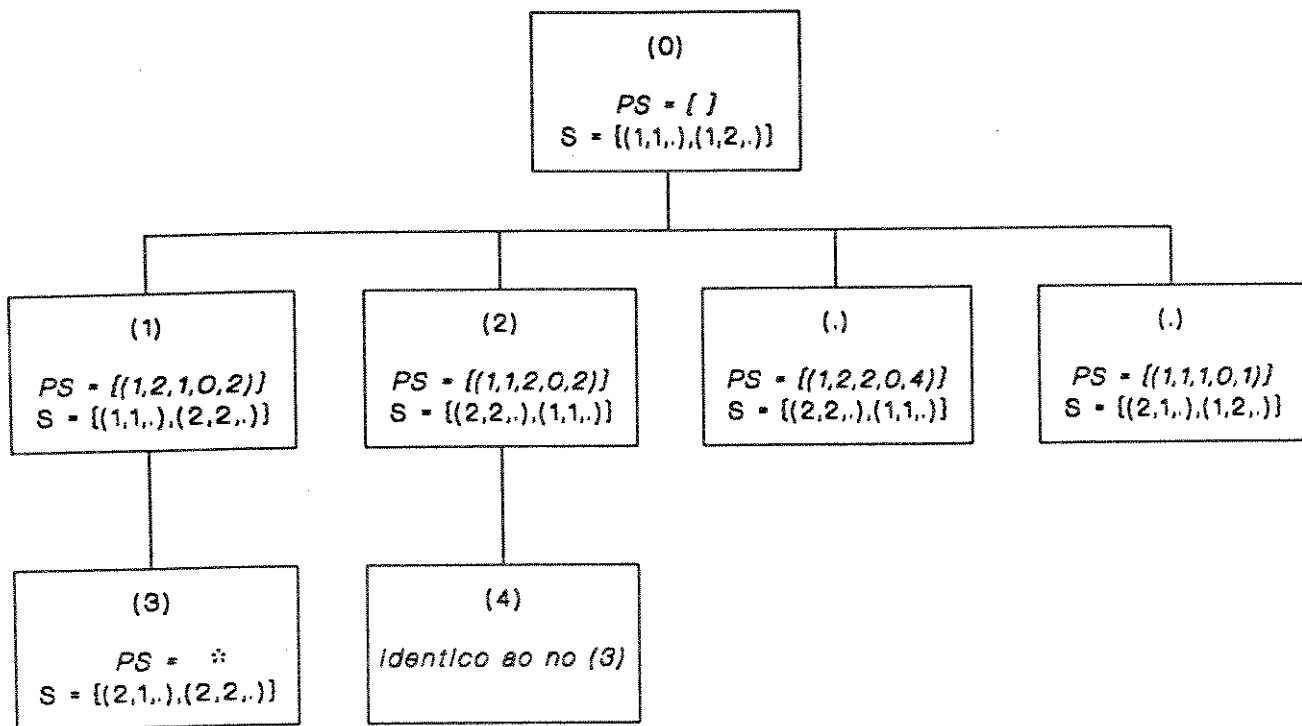 (0)
PS = { }
S = {(1,1,.),(1,2,.)}
(1)
PS = {(1,2,1,0,2)}
S = {(1,1,.),(2,2,.)}
(2)
PS = {(1,1,2,0,2)}
S = {(2,2,.),(1,1,.)}
(.)
PS = {(1,2,2,0,4)}
S = {(2,2,.),(1,1,.)}
(.)
PS = {(1,1,1,0,1)}
S = {(2,1,.),(1,2,.)}
(3)
PS = *
S = {(2,1,.),(2,2,.)}
(4)
identico ao no (3)